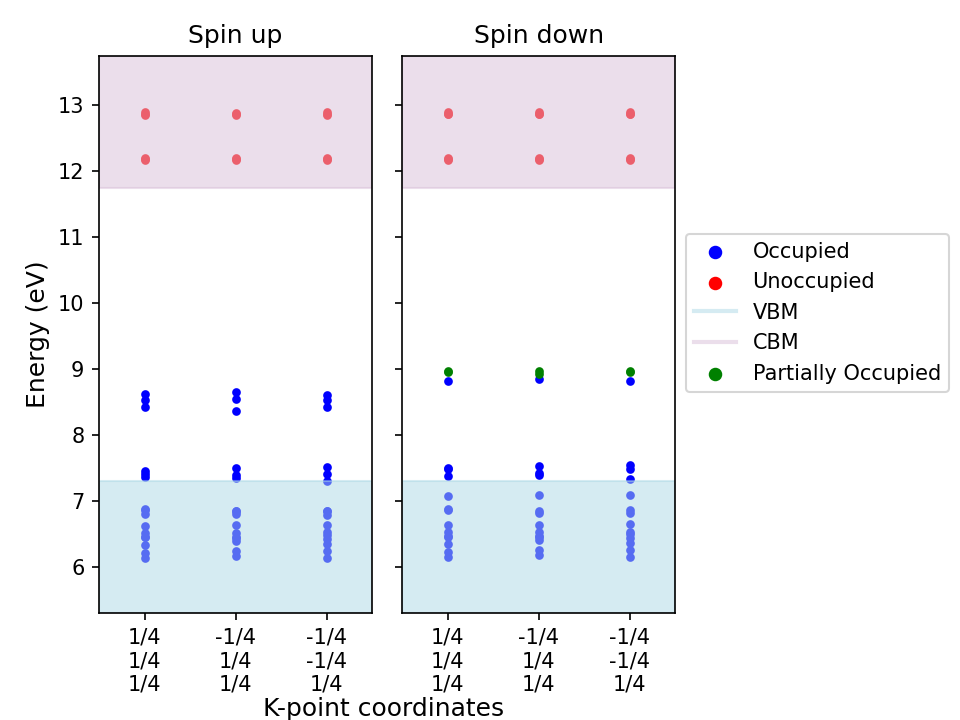 Spin up
Spin down
Energy (eV)
13
12
11
10
9
8
7
6
1/4
1/4
1/4
-1/4
1/4
1/4
-1/4
-1/4
1/4
1/4
1/4
1/4
-1/4
1/4
1/4
-1/4
-1/4
1/4
K-point coordinates
Occupied
Unoccupied
VBM
CBM
Partially Occupied